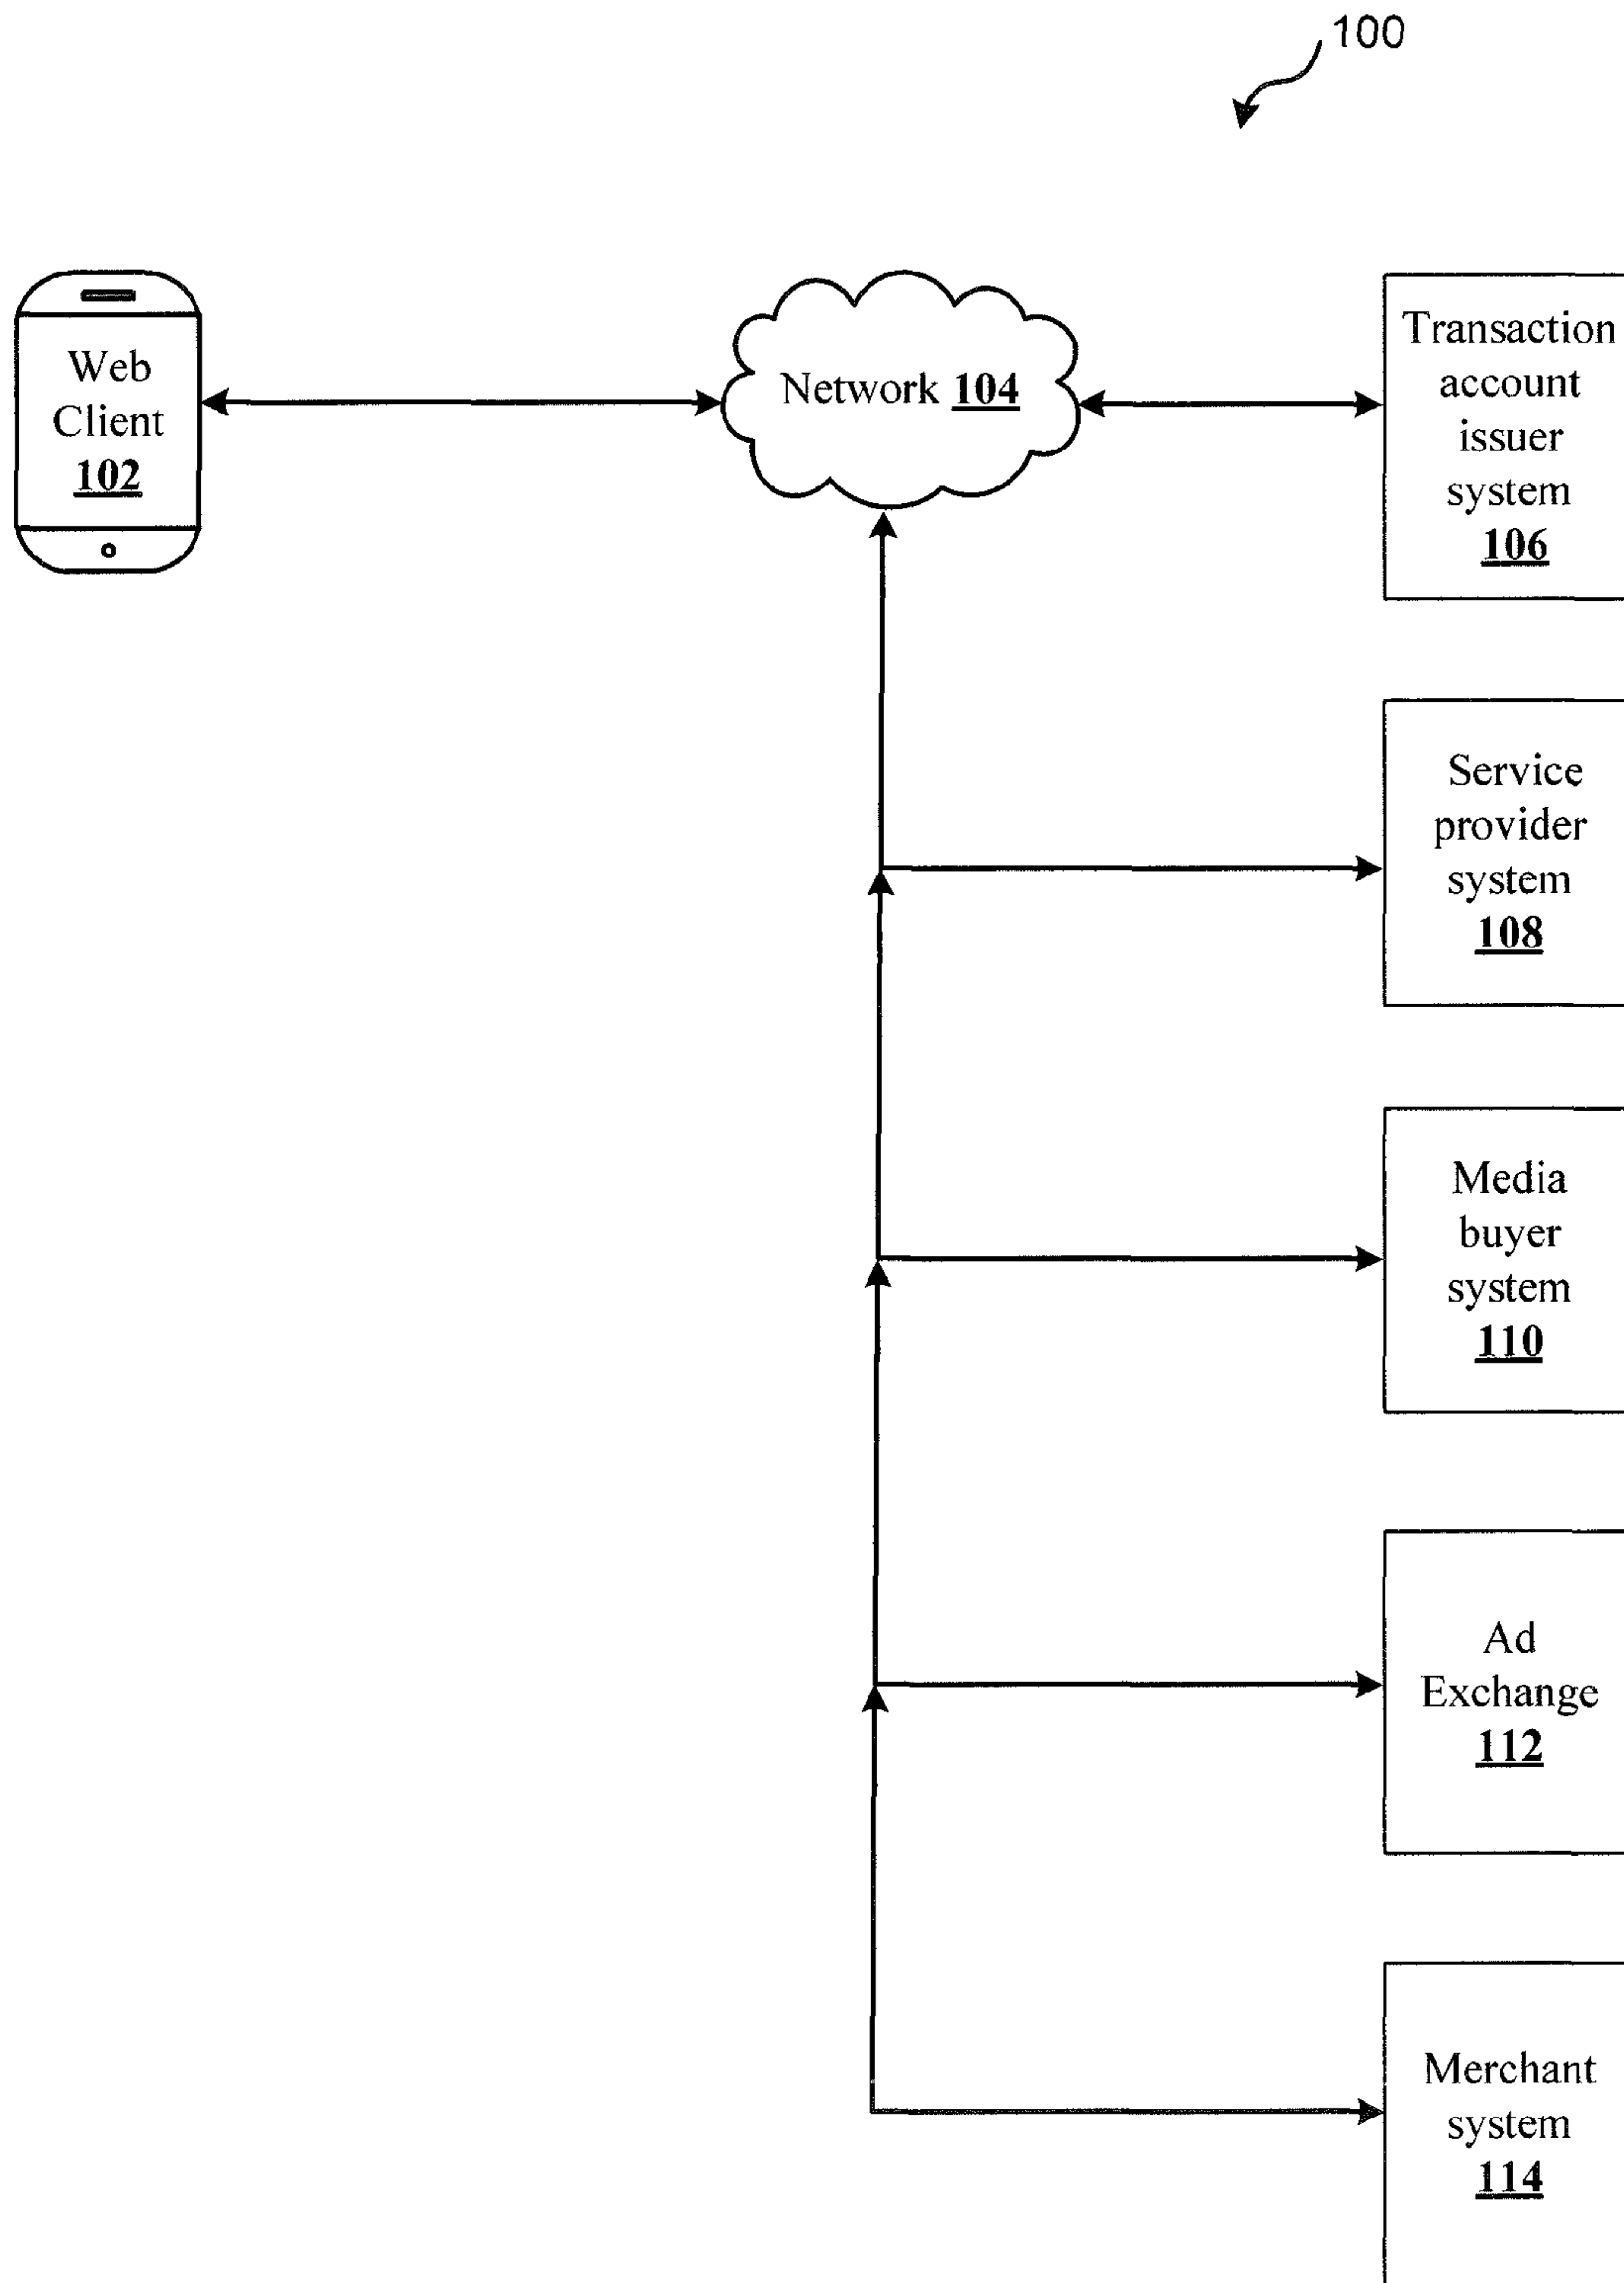 100
Web
Client
102
Network 104
Transaction
account
issuer
system
106
Service
provider
system
108
Media
buyer
system
110
Ad
Exchange
112
Merchant
system
114